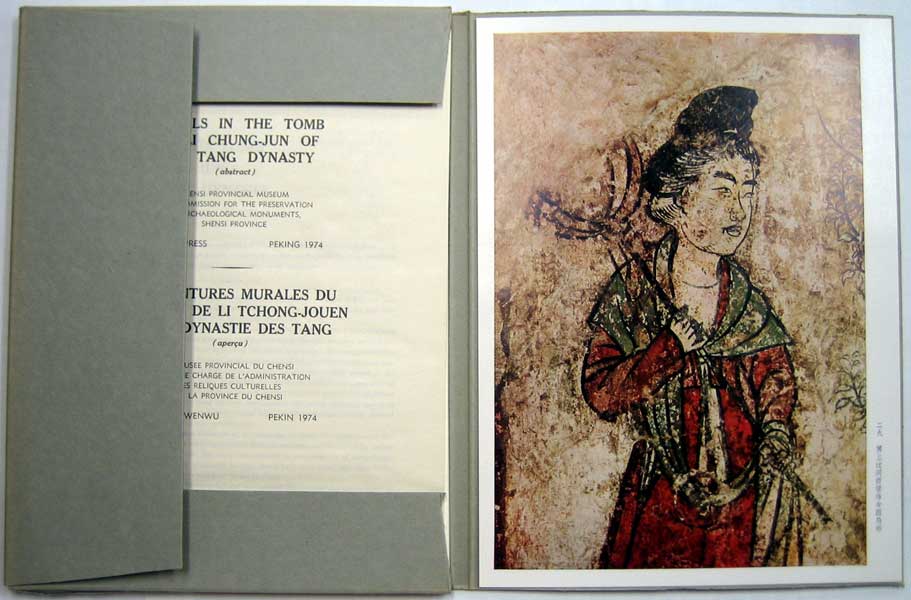 LS IN THE TOMB
I CHUNG-JUN OF
TANG DYNASTY
(abstract)
ENSI PROVINCIAL MUSEUM
MMISSION FOR THE PRESERVATION
RCHAEOLOGICAL MONUMENTS,
SHENSI PROVINCE
RESS PEKING 1974
NTURES MURALES DU
DE LI TCHONG-JOUEN
DYNASTIE DES TANG
(aperçu)
USEE PROVINCIAL DU CHENSI
E CHARGE DE L'ADMINISTRATION
ES RELIQUES CULTURELLES
LA PROVINCE DU CHENSI
WENWU PEKIN 1974